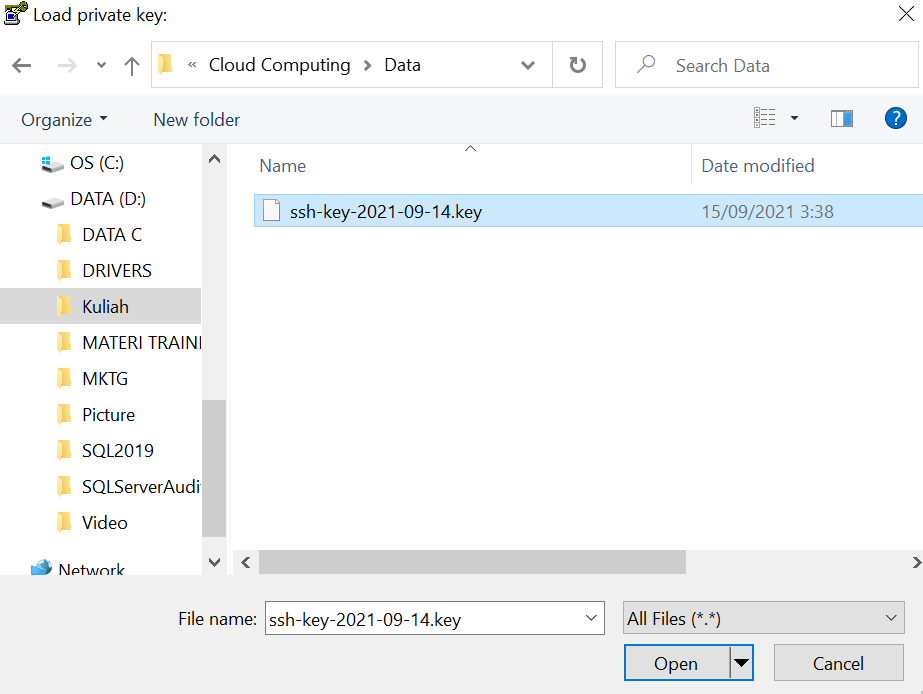 Load private key:
« Cloud Computing > Data
Search Data
Organize
New folder
?
Name
Date modified
OS (C:)
DATA (D:)
DATA C
DRIVERS
Kuliah
MATERI TRAINI
MKTG
Picture
SQL2019
SQLServerAudi
Video
Network
ssh-key-2021-09-14.key
15/09/2021 3:38
File name:
ssh-key-2021-09-14.key
All Files (*.*)
Open
Cancel